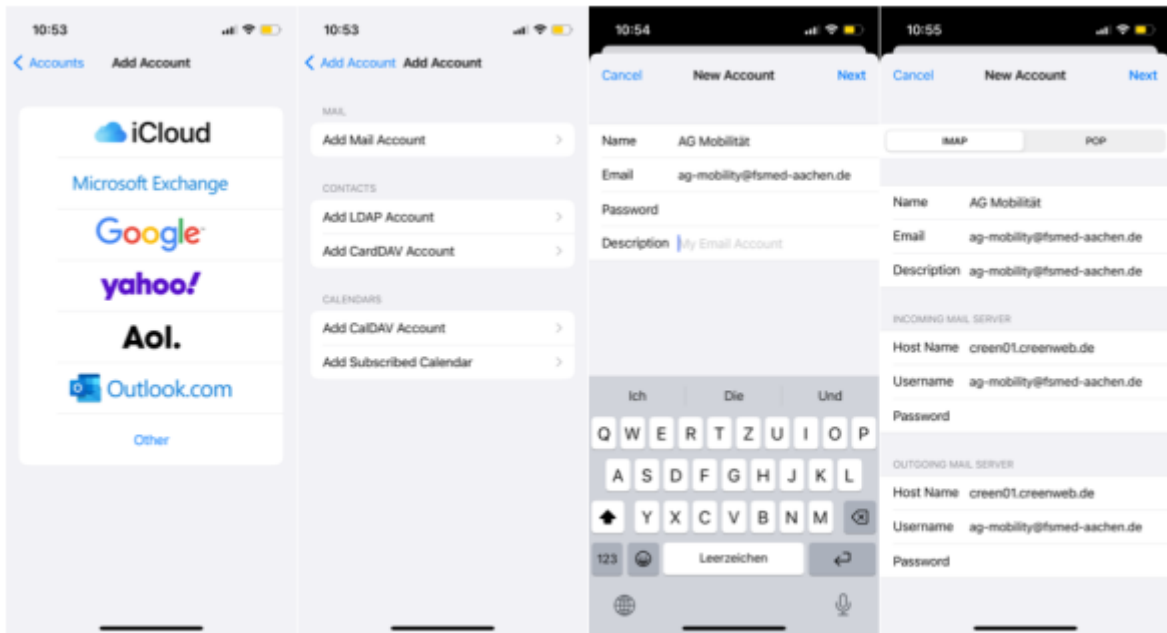 10:53
Accounts Add Account
iCloud
Microsoft Exchange
Google
yahoo!
Aol.
Outlook.com
Other
10:53
Add Account Add Account
MAIL
Add Mail Account
CONTACTS
Add LDAP Account
Add CardDAV Account
CALENDARS
Add CalDAV Account
Add Subscribed Calendar
10:54
Cancel New Account Next
Name AG Mobilität
Email ag-mobility@fsmed-aachen.de
Password
Description My Email Account
Ich Die Und
Q W E R T Z U I O P
A S D F G H J K L
Y X C V B N M
123 Leerzeichen
10:55
Cancel New Account Next
IMAP POP
Name AG Mobilität
Email ag-mobility@fsmed-aachen.de
Description ag-mobility@fsmed-aachen.de
INCOMING MAIL SERVER
Host Name creen01.creenweb.de
Username ag-mobility@fsmed-aachen.de
Password
OUTGOING MAIL SERVER
Host Name creen01.creenweb.de
Username ag-mobility@fsmed-aachen.de
Password